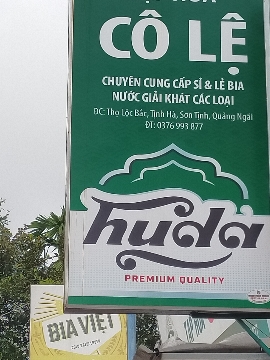 CÔ LỆ
CHUYÊN CUNG CẤP SỈ & LẺ BIA
NƯỚC GIẢI KHÁT CÁC LOẠI
ĐC: Thọ Lộc Bắc, Tịnh Hà, Sơn Tịnh, Quảng Ngãi
ĐT: 0376 993 877
huda
PREMIUM QUALITY
BIA VIỆT